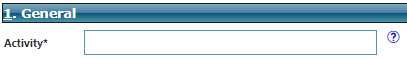 1. General
Activity* ?